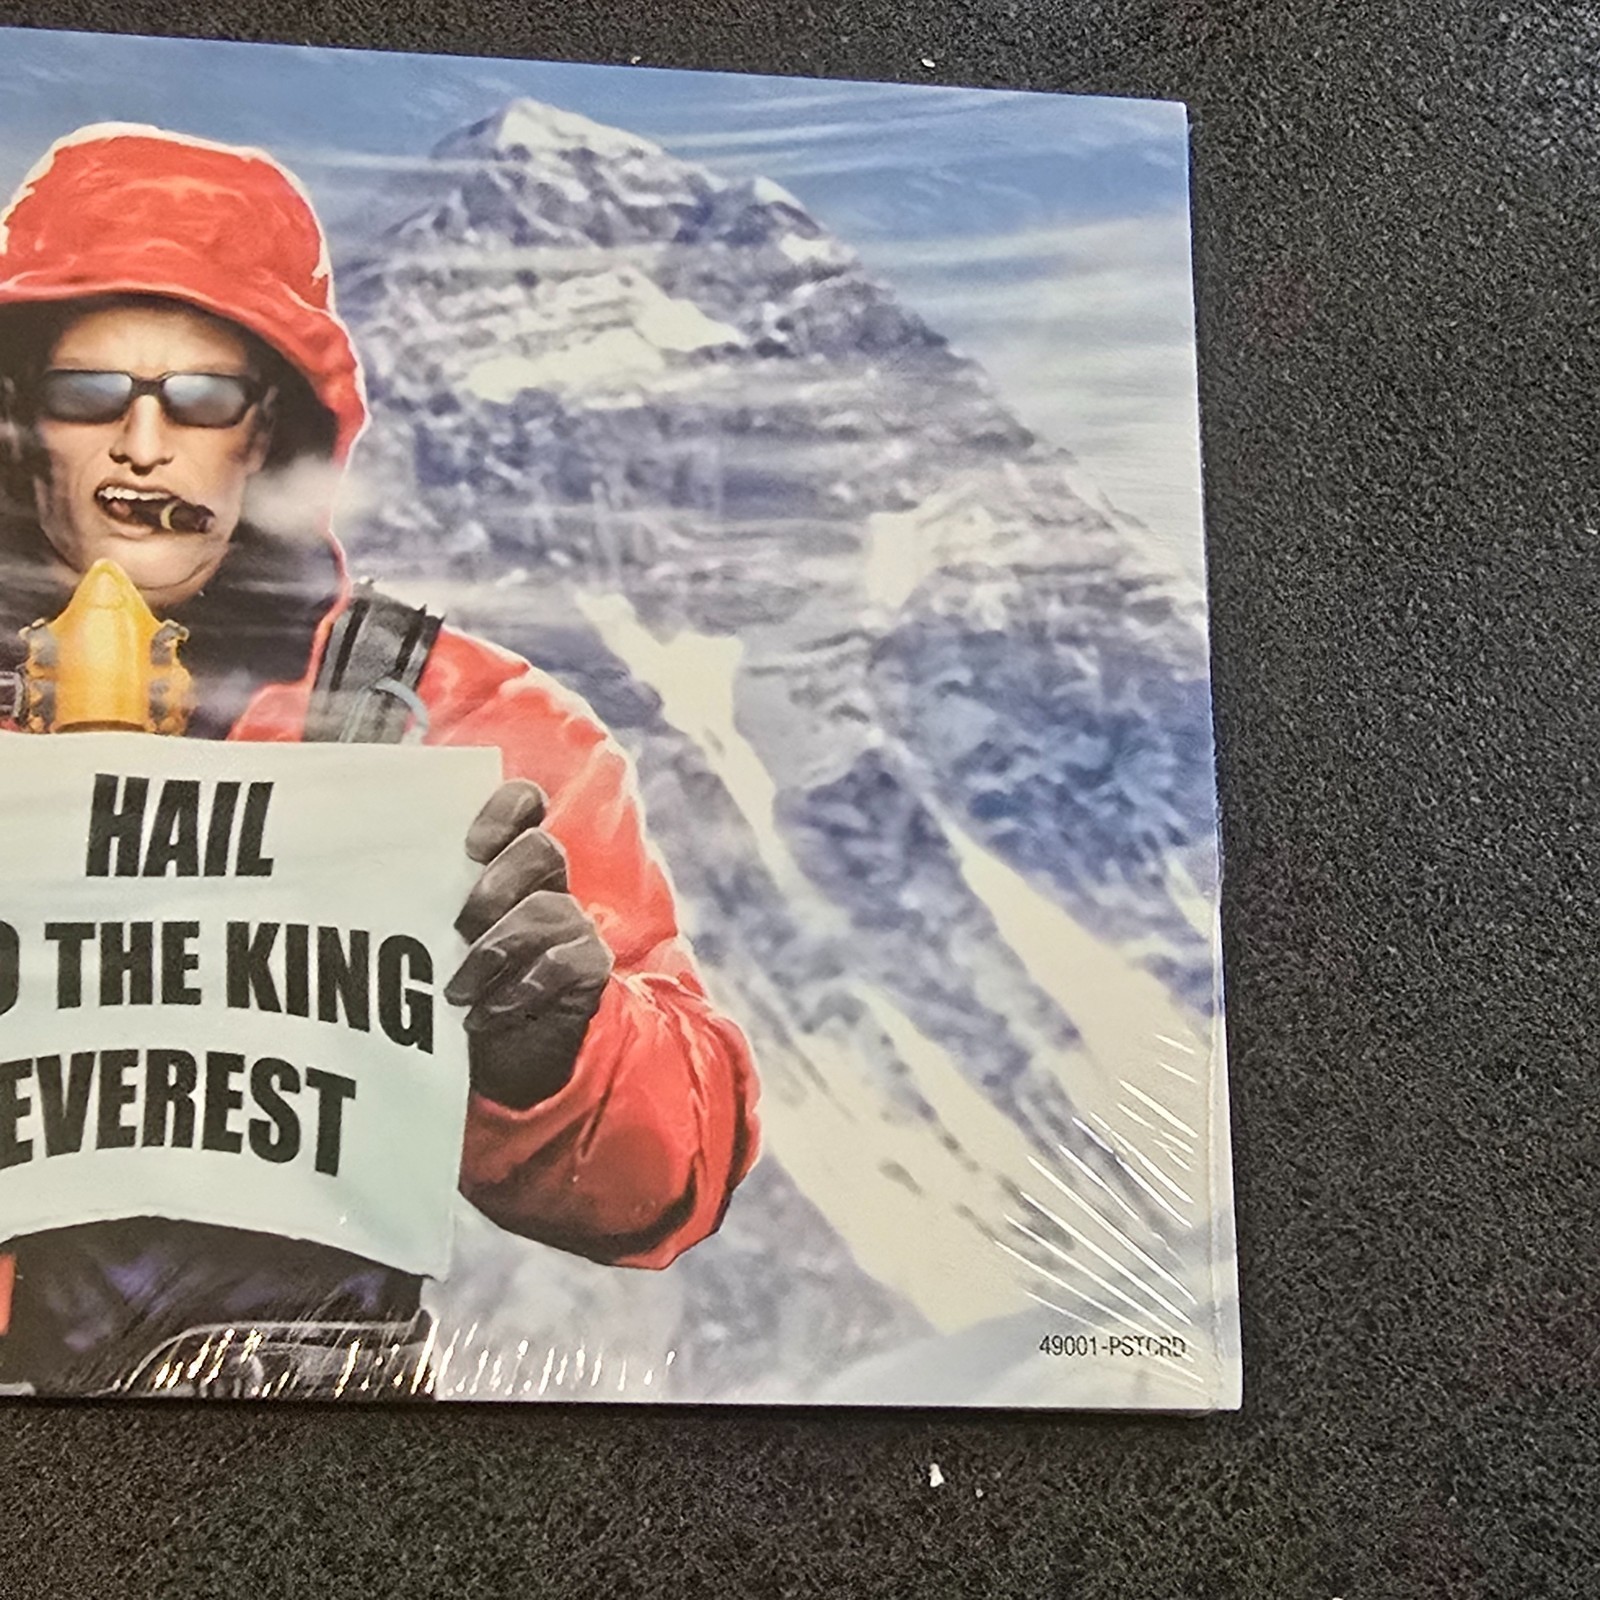 HAIL
THE KING
EVEREST
49001-PSTCRD